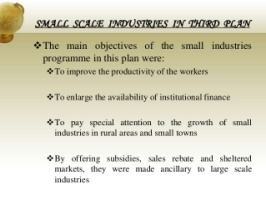 SMALL SCALE INDUSTRIES IN THIRD PLAN
The main objectives of the small industries
programme in this plan were:
To improve the productivity of the workers
To enlarge the availability of institutional finance
To pay special attention to the growth of small
industries in rural areas and small towns
By offering subsidies, sales rebate and sheltered
markets, they were made ancillary to large scale
industries